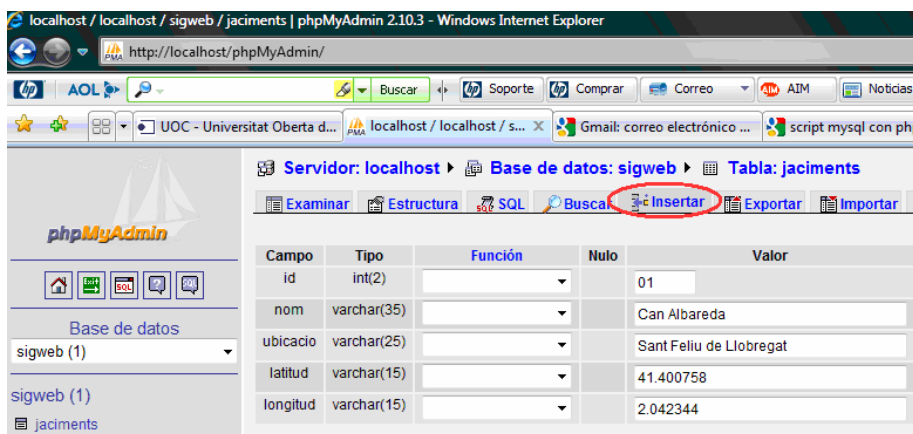 localhost / localhost / sigweb / jaciments | phpMyAdmin 2.10.3 - Windows Internet Explorer
http://localhost/phpMyAdmin/
hp AOL Buscar Soporte Comprar Correo AIM Noticias
UOC - Universitat Oberta d... localhost / localhost / s... X Gmail: correo electrónico ... script mysql con ph
Servidor: localhost Base de datos: sigweb Tabla: jaciments
Examinar Estructura SQL Buscar Insertar Exportar Importar
phpMyAdmin
Base de datos
sigweb (1)
sigweb (1)
jaciments
Campo Tipo Función Nulo Valor
id int(2) 01
nom varchar(35) Can Albareda
ubicacio varchar(25) Sant Feliu de Llobregat
latitud varchar(15) 41.400758
longitud varchar(15) 2.042344